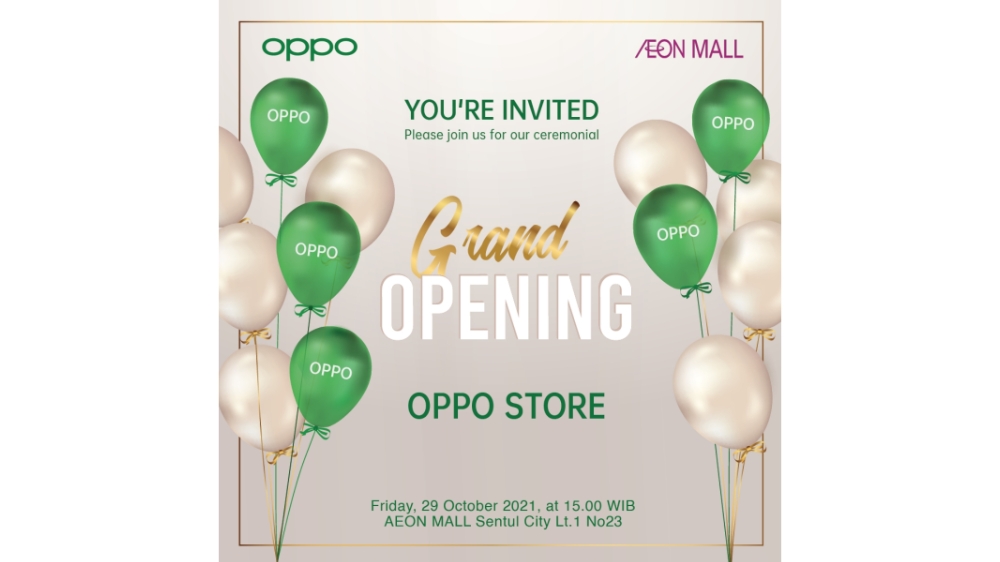 oppo
AEON MALL
OPPO
OPPO
YOU'RE INVITED
Please join us for our ceremonial
OPPO
OPPO
Grand
OPENING
OPPO
OPPO STORE
Friday, 29 October 2021, at 15.00 WIB
AEON MALL Sentul City Lt.1 No23